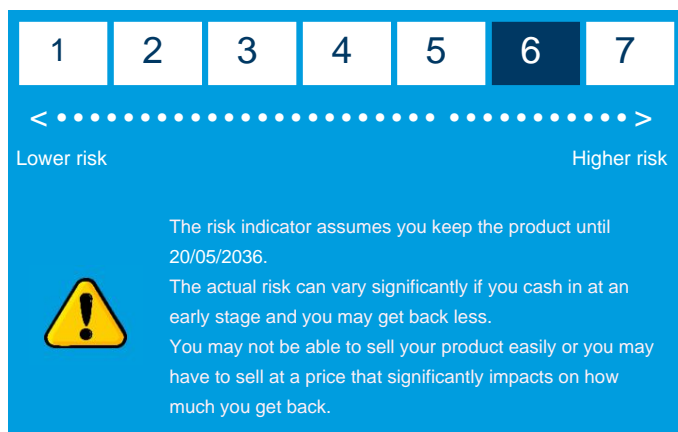 1 2 3 4 5 6 7
< >
Lower risk Higher risk
The risk indicator assumes you keep the product until
20/05/2036.
The actual risk can vary significantly if you cash in at an
early stage and you may get back less.
You may not be able to sell your product easily or you may
have to sell at a price that significantly impacts on how
much you get back.